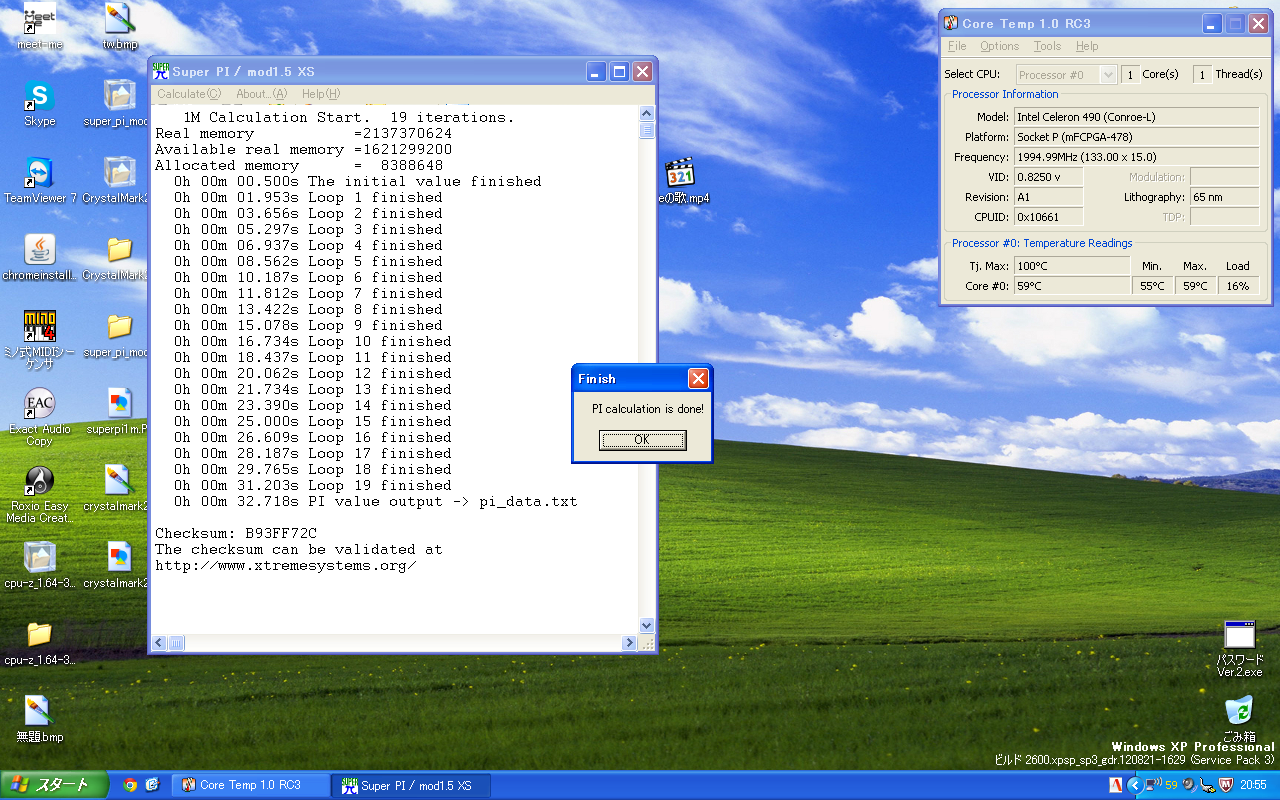 meet-me
tw.bmp
Skype
super_pi_mod
TeamViewer 7
CrystalMark2
chromeinstall...
CrystalMark2
ミノ式MIDIシー
ケンサ
super_pi_mod
EAC
Exact Audio
Copy
superpi1m.P
Roxio Easy
Media Creat...
crystalmark2
cpu-z_1.64-3...
crystalmark2
cpu-z_1.64-3...
無題.bmp
Super PI / mod1.5 XS
Calculate(C) About...(A) Help(H)
1M Calculation Start. 19 iterations.
Real memory =2137370624
Available real memory =1621299200
Allocated memory = 8388648
0h 00m 00.500s The initial value finished
0h 00m 01.953s Loop 1 finished
0h 00m 03.656s Loop 2 finished
0h 00m 05.297s Loop 3 finished
0h 00m 06.937s Loop 4 finished
0h 00m 08.562s Loop 5 finished
0h 00m 10.187s Loop 6 finished
0h 00m 11.812s Loop 7 finished
0h 00m 13.422s Loop 8 finished
0h 00m 15.078s Loop 9 finished
0h 00m 16.734s Loop 10 finished
0h 00m 18.437s Loop 11 finished
0h 00m 20.062s Loop 12 finished
0h 00m 21.734s Loop 13 finished
0h 00m 23.390s Loop 14 finished
0h 00m 25.000s Loop 15 finished
0h 00m 26.609s Loop 16 finished
0h 00m 28.187s Loop 17 finished
0h 00m 29.765s Loop 18 finished
0h 00m 31.203s Loop 19 finished
0h 00m 32.718s PI value output -> pi_data.txt
Checksum: B93FF72C
The checksum can be validated at
http://www.xtremesystems.org/
321
eの歌.mp4
Finish
PI calculation is done!
OK
Core Temp 1.0 RC3
File Options Tools Help
Select CPU: Processor #0 1 Core(s) 1 Thread(s)
Processor Information
Model: Intel Celeron 490 (Conroe-L)
Platform: Socket P (mFCPGA-478)
Frequency: 1994.99MHz (133.00 x 15.0)
VID: 0.8250 v Modulation:
Revision: A1 Lithography: 65 nm
CPUID: 0x10661 TDP:
Processor #0: Temperature Readings
Tj. Max: 100°C Min. Max. Load
Core #0: 59°C 55°C 59°C 16%
パスワード
Ver.2.exe
ごみ箱
Windows XP Professional
ビルド 2600.xpsp_sp3_gdr.120821-1629 (Service Pack 3)
スタート
Core Temp 1.0 RC3
Super PI / mod1.5 XS
A
59
20:55